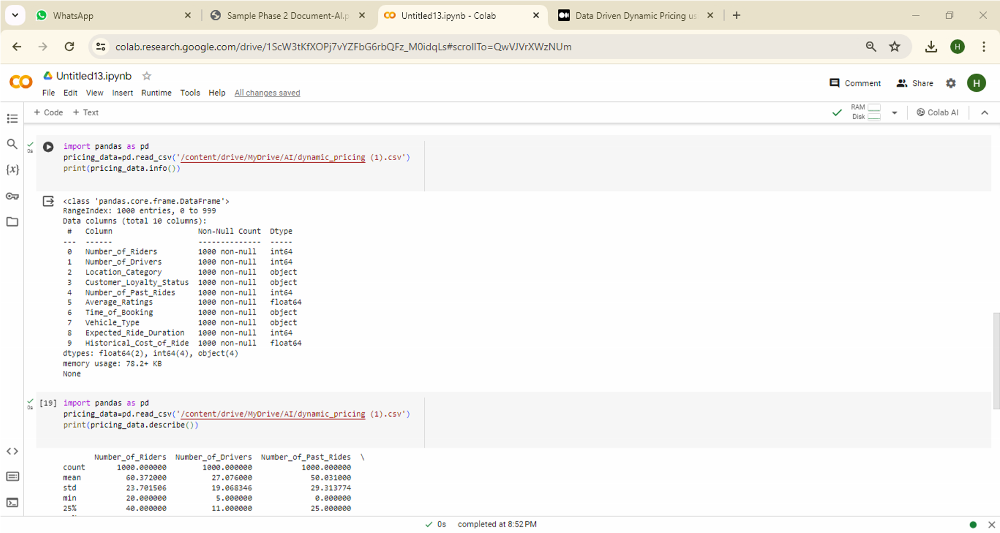 WhatsApp
Sample Phase 2 Document-AI.p
Untitled13.ipynb - Colab
Data Driven Dynamic Pricing us
colab.research.google.com/drive/1ScW3tKfXOPj7vYZFbG6rbQFz_M0idqLs#scrollTo=QwVJVrXWzNUm
H
Untitled13.ipynb
File Edit View Insert Runtime Tools Help All changes saved
Comment Share H
+ Code + Text
RAM
Disk
Colab AI
0s
import pandas as pd
pricing_data=pd.read_csv('/content/drive/MyDrive/AI/dynamic_pricing (1).csv')
print(pricing_data.info())
{x}
<class 'pandas.core.frame.DataFrame'>
RangeIndex: 1000 entries, 0 to 999
Data columns (total 10 columns):
# Column Non-Null Count Dtype
--- ------ -------------- -----
0 Number_of_Riders 1000 non-null int64
1 Number_of_Drivers 1000 non-null int64
2 Location_Category 1000 non-null object
3 Customer_Loyalty_Status 1000 non-null object
4 Number_of_Past_Rides 1000 non-null int64
5 Average_Ratings 1000 non-null float64
6 Time_of_Booking 1000 non-null object
7 Vehicle_Type 1000 non-null object
8 Expected_Ride_Duration 1000 non-null int64
9 Historical_Cost_of_Ride 1000 non-null float64
dtypes: float64(2), int64(4), object(4)
memory usage: 78.2+ KB
None
0s
[19] import pandas as pd
pricing_data=pd.read_csv('/content/drive/MyDrive/AI/dynamic_pricing (1).csv')
print(pricing_data.describe())
Number_of_Riders Number_of_Drivers Number_of_Past_Rides \
count 1000.000000 1000.000000 1000.000000
mean 60.372000 27.076000 50.031000
std 23.701506 19.068346 29.313774
min 20.000000 5.000000 0.000000
25% 40.000000 11.000000 25.000000
0s completed at 8:52 PM